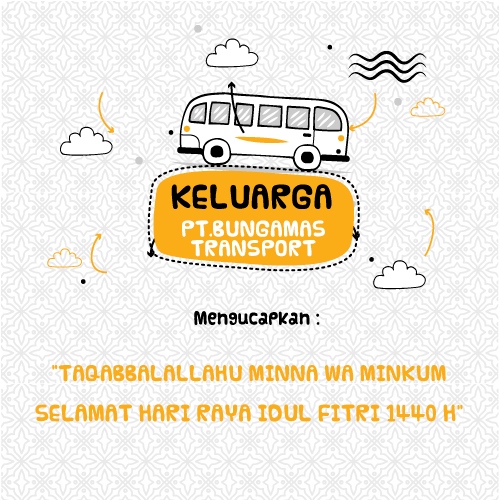 KELUARGA
PT.BUNGAMAS
TRANSPORT
Mengucapkan :
"TAQABBALALLAHU MINNA WA MINKUM
SELAMAT HARI RAYA IDUL FITRI 1440 H"